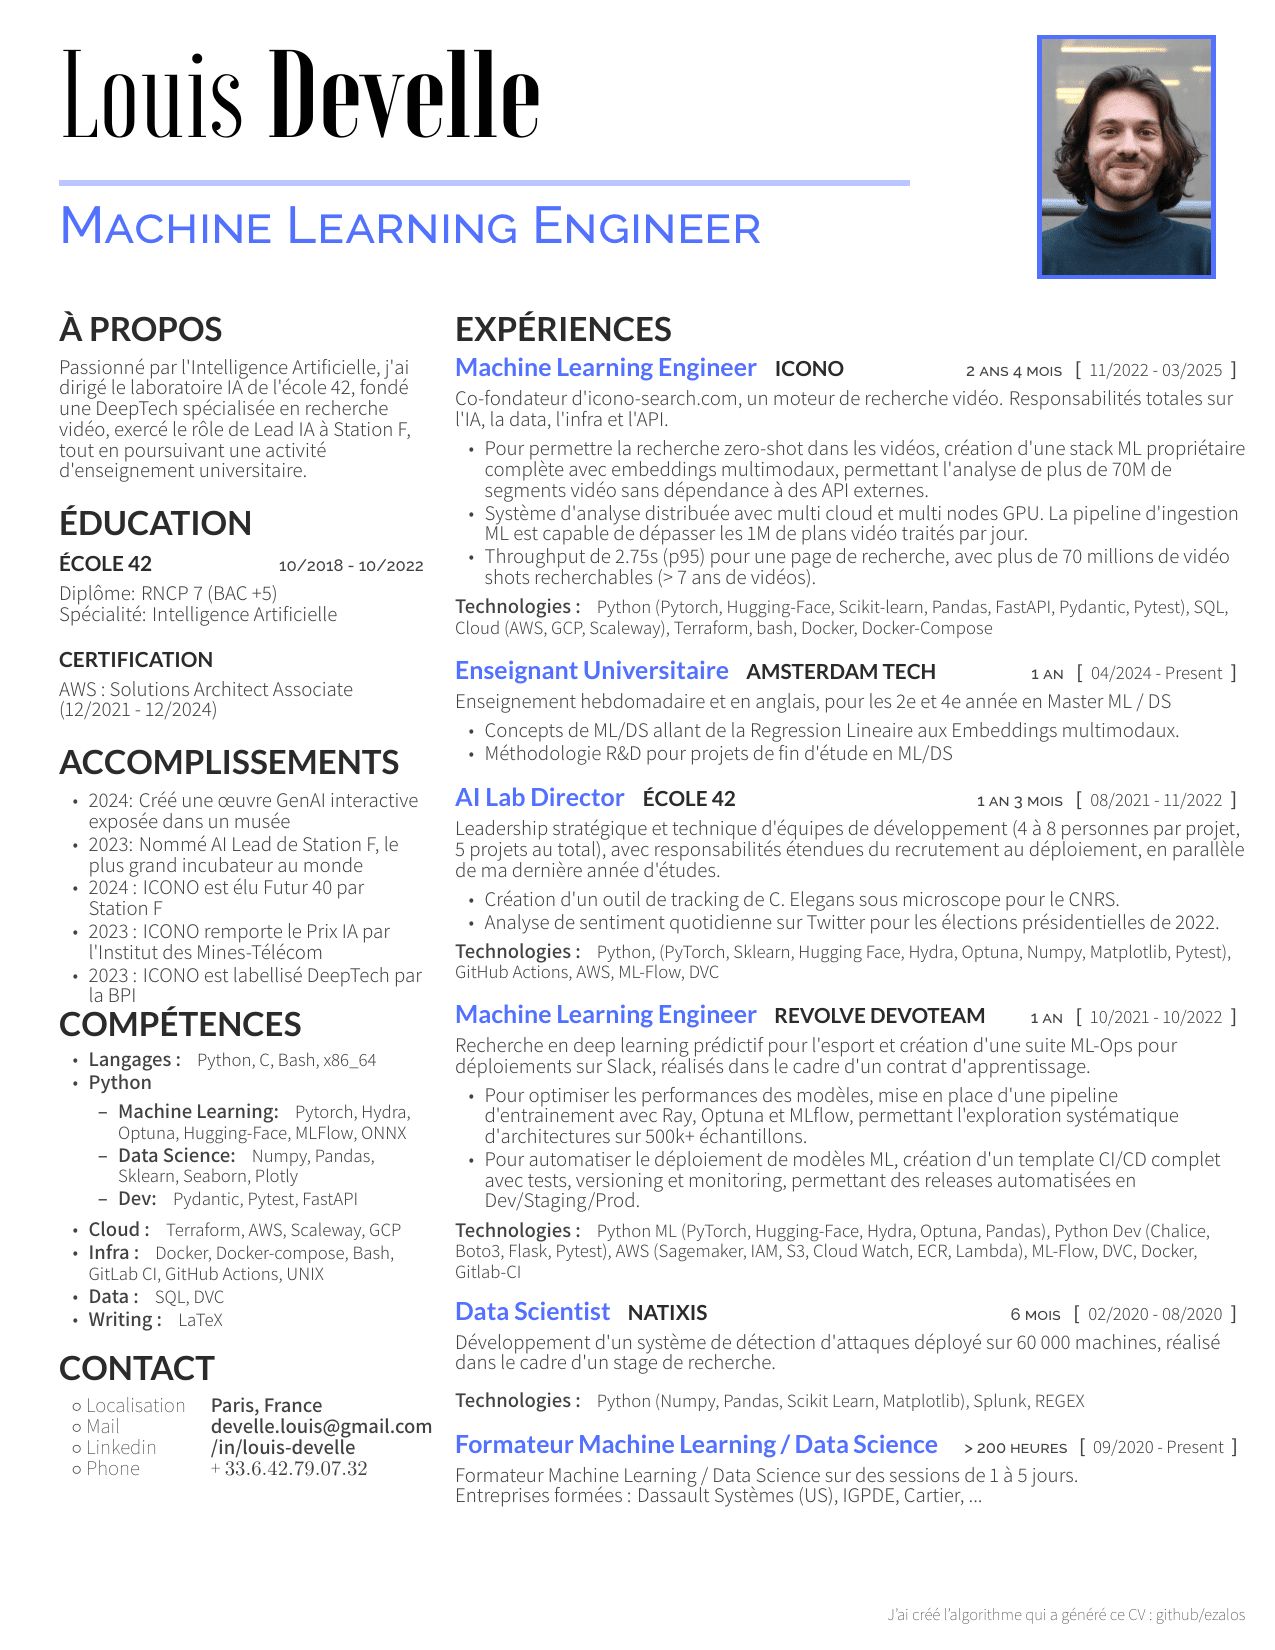 Louis Develle
Machine Learning Engineer
À PROPOS
Passionné par l'Intelligence Artificielle, j'ai
dirigé le laboratoire IA de l'école 42, fondé
une DeepTech spécialisée en recherche
vidéo, exercé le rôle de Lead IA à Station F,
tout en poursuivant une activité
d'enseignement universitaire.
ÉDUCATION
ÉCOLE 42 10/2018 - 10/2022
Diplôme: RNCP 7 (BAC +5)
Spécialité: Intelligence Artificielle
CERTIFICATION
AWS : Solutions Architect Associate
(12/2021 - 12/2024)
ACCOMPLISSEMENTS
• 2024: Créé une œuvre GenAI interactive
exposée dans un musée
• 2023: Nommé AI Lead de Station F, le
plus grand incubateur au monde
• 2024 : ICONO est élu Futur 40 par
Station F
• 2023 : ICONO remporte le Prix IA par
l'Institut des Mines-Télécom
• 2023 : ICONO est labellisé DeepTech par
la BPI
COMPÉTENCES
• Langages : Python, C, Bash, x86_64
• Python
– Machine Learning: Pytorch, Hydra,
Optuna, Hugging-Face, MLFlow, ONNX
– Data Science: Numpy, Pandas,
Sklearn, Seaborn, Plotly
– Dev: Pydantic, Pytest, FastAPI
• Cloud : Terraform, AWS, Scaleway, GCP
• Infra : Docker, Docker-compose, Bash,
GitLab CI, GitHub Actions, UNIX
• Data : SQL, DVC
• Writing : LaTeX
CONTACT
Localisation Paris, France
Mail develle.louis@gmail.com
Linkedin /in/louis-develle
Phone + 33.6.42.79.07.32
EXPÉRIENCES
Machine Learning Engineer ICONO 2 ans 4 mois [ 11/2022 - 03/2025 ]
Co-fondateur d'icono-search.com, un moteur de recherche vidéo. Responsabilités totales sur
l'IA, la data, l'infra et l'API.
• Pour permettre la recherche zero-shot dans les vidéos, création d'une stack ML propriétaire
complète avec embeddings multimodaux, permettant l'analyse de plus de 70M de
segments vidéo sans dépendance à des API externes.
• Système d'analyse distribuée avec multi cloud et multi nodes GPU. La pipeline d'ingestion
ML est capable de dépasser les 1M de plans vidéo traités par jour.
• Throughput de 2.75s (p95) pour une page de recherche, avec plus de 70 millions de vidéo
shots recherchables (> 7 ans de vidéos).
Technologies : Python (Pytorch, Hugging-Face, Scikit-learn, Pandas, FastAPI, Pydantic, Pytest), SQL,
Cloud (AWS, GCP, Scaleway), Terraform, bash, Docker, Docker-Compose
Enseignant Universitaire AMSTERDAM TECH 1 an [ 04/2024 - Present ]
Enseignement hebdomadaire et en anglais, pour les 2e et 4e année en Master ML / DS
• Concepts de ML/DS allant de la Regression Lineaire aux Embeddings multimodaux.
• Méthodologie R&D pour projets de fin d'étude en ML/DS
AI Lab Director ÉCOLE 42 1 an 3 mois [ 08/2021 - 11/2022 ]
Leadership stratégique et technique d'équipes de développement (4 à 8 personnes par projet,
5 projets au total), avec responsabilités étendues du recrutement au déploiement, en parallèle
de ma dernière année d'études.
• Création d'un outil de tracking de C. Elegans sous microscope pour le CNRS.
• Analyse de sentiment quotidienne sur Twitter pour les élections présidentielles de 2022.
Technologies : Python, (PyTorch, Sklearn, Hugging Face, Hydra, Optuna, Numpy, Matplotlib, Pytest),
GitHub Actions, AWS, ML-Flow, DVC
Machine Learning Engineer REVOLVE DEVOTEAM 1 an [ 10/2021 - 10/2022 ]
Recherche en deep learning prédictif pour l'esport et création d'une suite ML-Ops pour
déploiements sur Slack, réalisés dans le cadre d'un contrat d'apprentissage.
• Pour optimiser les performances des modèles, mise en place d'une pipeline
d'entrainement avec Ray, Optuna et MLflow, permettant l'exploration systématique
d'architectures sur 500k+ échantillons.
• Pour automatiser le déploiement de modèles ML, création d'un template CI/CD complet
avec tests, versioning et monitoring, permettant des releases automatisées en
Dev/Staging/Prod.
Technologies : Python ML (PyTorch, Hugging-Face, Hydra, Optuna, Pandas), Python Dev (Chalice,
Boto3, Flask, Pytest), AWS (Sagemaker, IAM, S3, Cloud Watch, ECR, Lambda), ML-Flow, DVC, Docker,
Gitlab-CI
Data Scientist NATIXIS 6 mois [ 02/2020 - 08/2020 ]
Développement d'un système de détection d'attaques déployé sur 60 000 machines, réalisé
dans le cadre d'un stage de recherche.
Technologies : Python (Numpy, Pandas, Scikit Learn, Matplotlib), Splunk, REGEX
Formateur Machine Learning / Data Science > 200 heures [ 09/2020 - Present ]
Formateur Machine Learning / Data Science sur des sessions de 1 à 5 jours.
Entreprises formées : Dassault Systèmes (US), IGPDE, Cartier, ...
J'ai créé l'algorithme qui a généré ce CV : github/ezalos